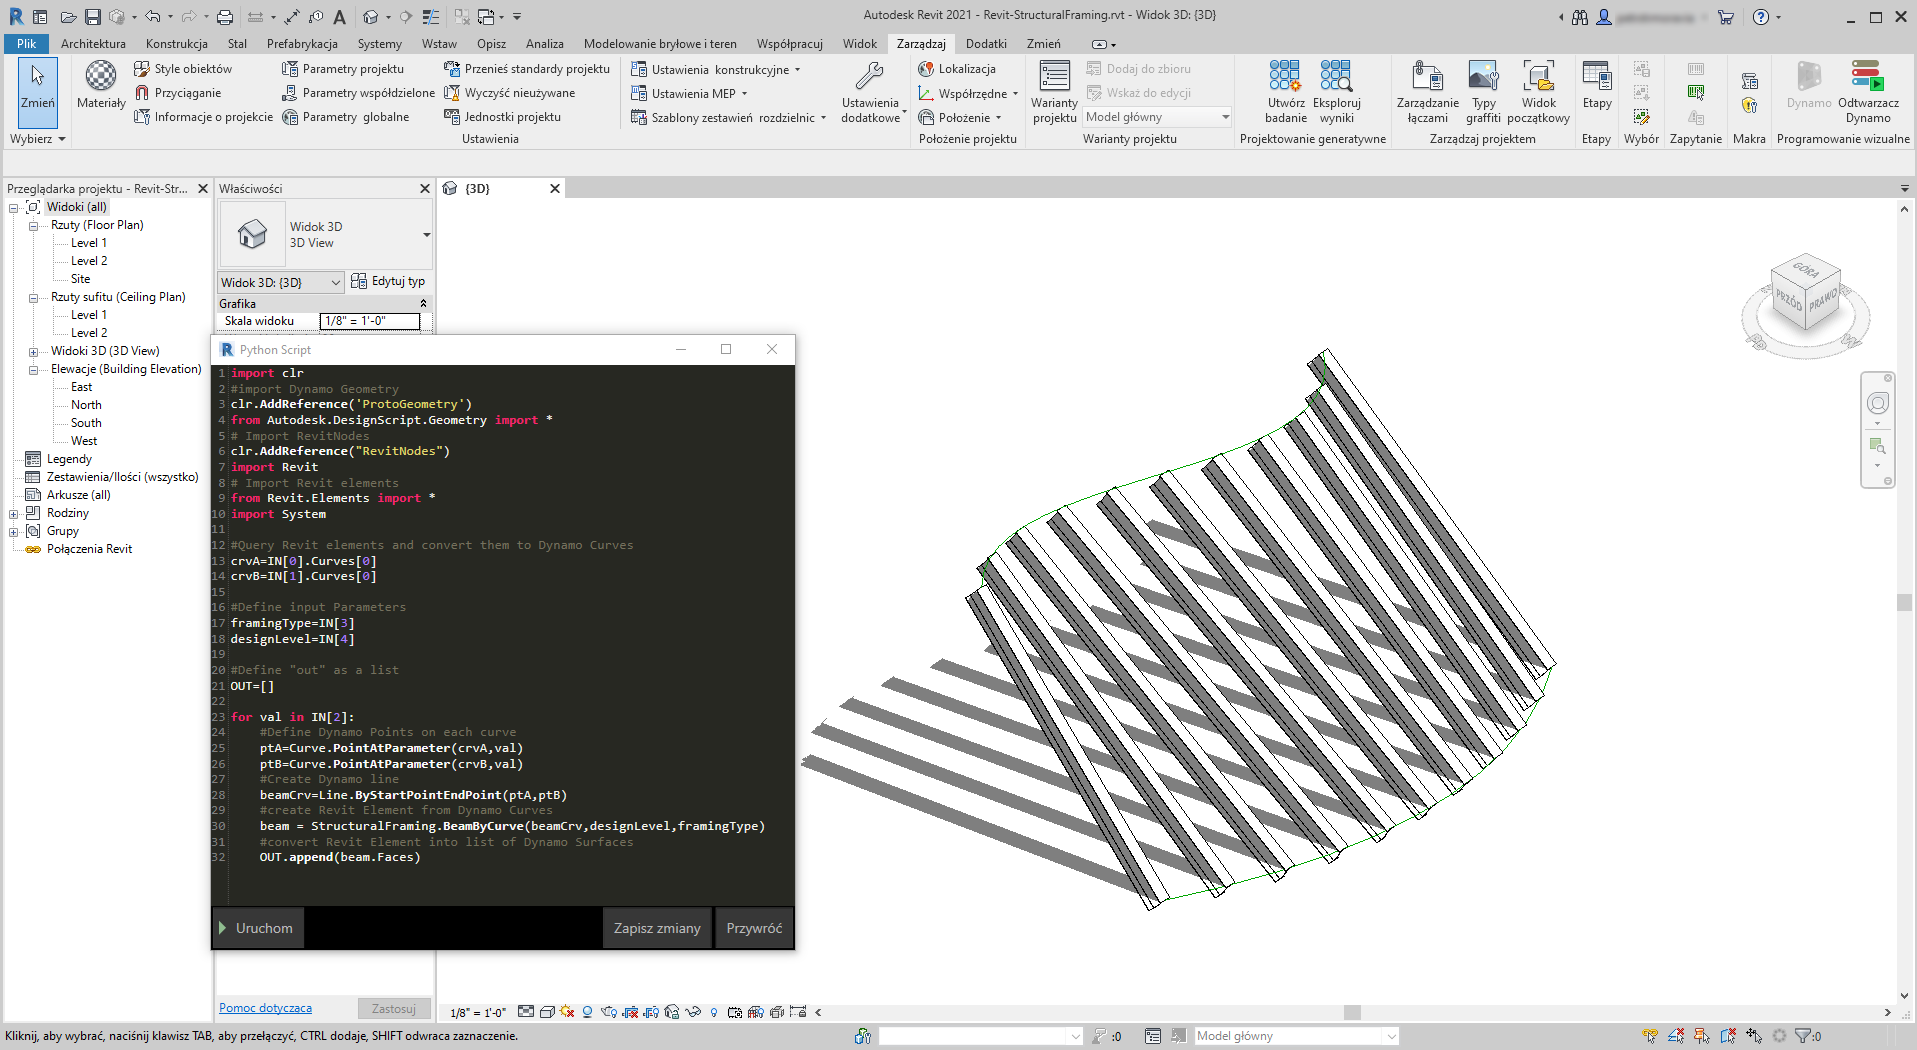 Autodesk Revit 2021 - Revit-StructuralFraming.rvt - Widok 3D: {3D}
Plik Architektura Konstrukcja Stal Prefabrykacja Systemy Wstaw Opisz Analiza Modelowanie bryłowe i teren Współpracuj Widok Zarządzaj Dodatki Zmień
Style obiektów Parametry projektu Przenieś standardy projektu Ustawienia konstrukcyjne Lokalizacja Dodaj do zbioru
Zmień Materiały Przyciąganie Parametry współdzielone Wyczyść nieużywane Ustawienia MEP Ustawienia dodatkowe Współrzędne Warianty projektu Wskaż do edycji Utwórz badanie Eksploruj wyniki Zarządzanie łączami Typy graffiti Widok początkowy Etapy Dynamo Odtwarzacz Dynamo
Informacje o projekcie Parametry globalne Jednostki projektu Szablony zestawień rozdzielnic Położenie Model główny
Wybierz Ustawienia Położenie projektu Warianty projektu Projektowanie generatywne Zarządzaj projektem Etapy Wybór Zapytanie Makra Programowanie wizualne
Przeglądarka projektu - Revit-Str...
Widoki (all)
Rzuty (Floor Plan)
Level 1
Level 2
Site
Rzuty sufitu (Ceiling Plan)
Level 1
Level 2
Widoki 3D (3D View)
Elewacje (Building Elevation)
East
North
South
West
Legendy
Zestawienia/Ilości (wszystko)
Arkusze (all)
Rodziny
Grupy
Połączenia Revit
Właściwości
Widok 3D
3D View
Widok 3D: {3D} Edytuj typ
Grafika
Skala widoku 1/8" = 1'-0"
{3D}
Python Script
1 import clr
2 #import Dynamo Geometry
3 clr.AddReference('ProtoGeometry')
4 from Autodesk.DesignScript.Geometry import *
5 # Import RevitNodes
6 clr.AddReference("RevitNodes")
7 import Revit
8 # Import Revit elements
9 from Revit.Elements import *
10 import System
11
12 #Query Revit elements and convert them to Dynamo Curves
13 crvA=IN[0].Curves[0]
14 crvB=IN[1].Curves[0]
15
16 #Define input Parameters
17 framingType=IN[3]
18 designLevel=IN[4]
19
20 #Define "out" as a list
21 OUT=[]
22
23 for val in IN[2]:
24 #Define Dynamo Points on each curve
25 ptA=Curve.PointAtParameter(crvA,val)
26 ptB=Curve.PointAtParameter(crvB,val)
27 #Create Dynamo line
28 beamCrv=Line.ByStartPointEndPoint(ptA,ptB)
29 #create Revit Element from Dynamo Curves
30 beam = StructuralFraming.BeamByCurve(beamCrv,designLevel,framingType)
31 #convert Revit Element into list of Dynamo Surfaces
32 OUT.append(beam.Faces)
Uruchom Zapisz zmiany Przywróć
GÓRA
PRZÓD PRAWO
Pomoc dotycząca Zastosuj
1/8" = 1'-0"
Kliknij, aby wybrać, naciśnij klawisz TAB, aby przełączyć, CTRL dodaje, SHIFT odwraca zaznaczenie. :0 Model główny :0